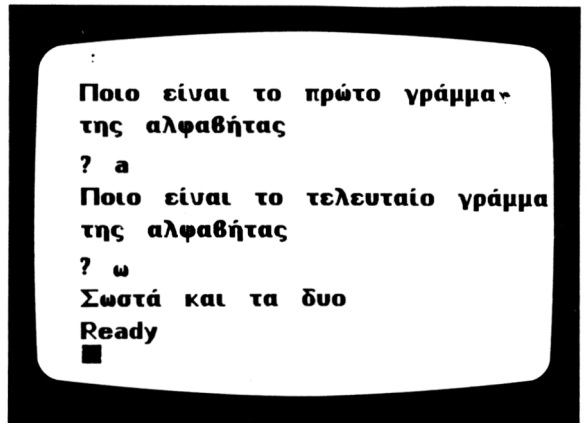 Ποιο είναι το πρώτο γράμμα
της αλφαβήτας
? a
Ποιο είναι το τελευταίο γράμμα
της αλφαβήτας
? ω
Σωστά και τα δυο
Ready